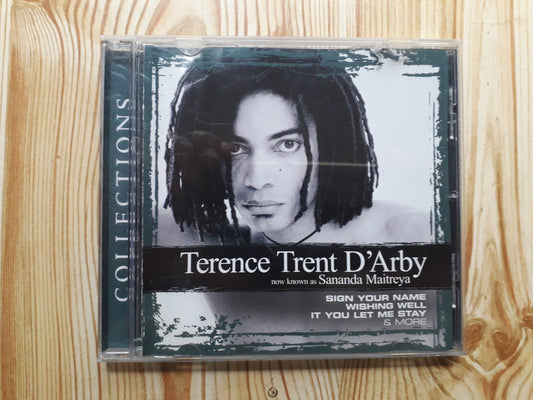 COLLECTIONS
Terence Trent D'Arby
now known as Sananda Maitreya
SIGN YOUR NAME
WISHING WELL
IT YOU LET ME STAY
& MORE